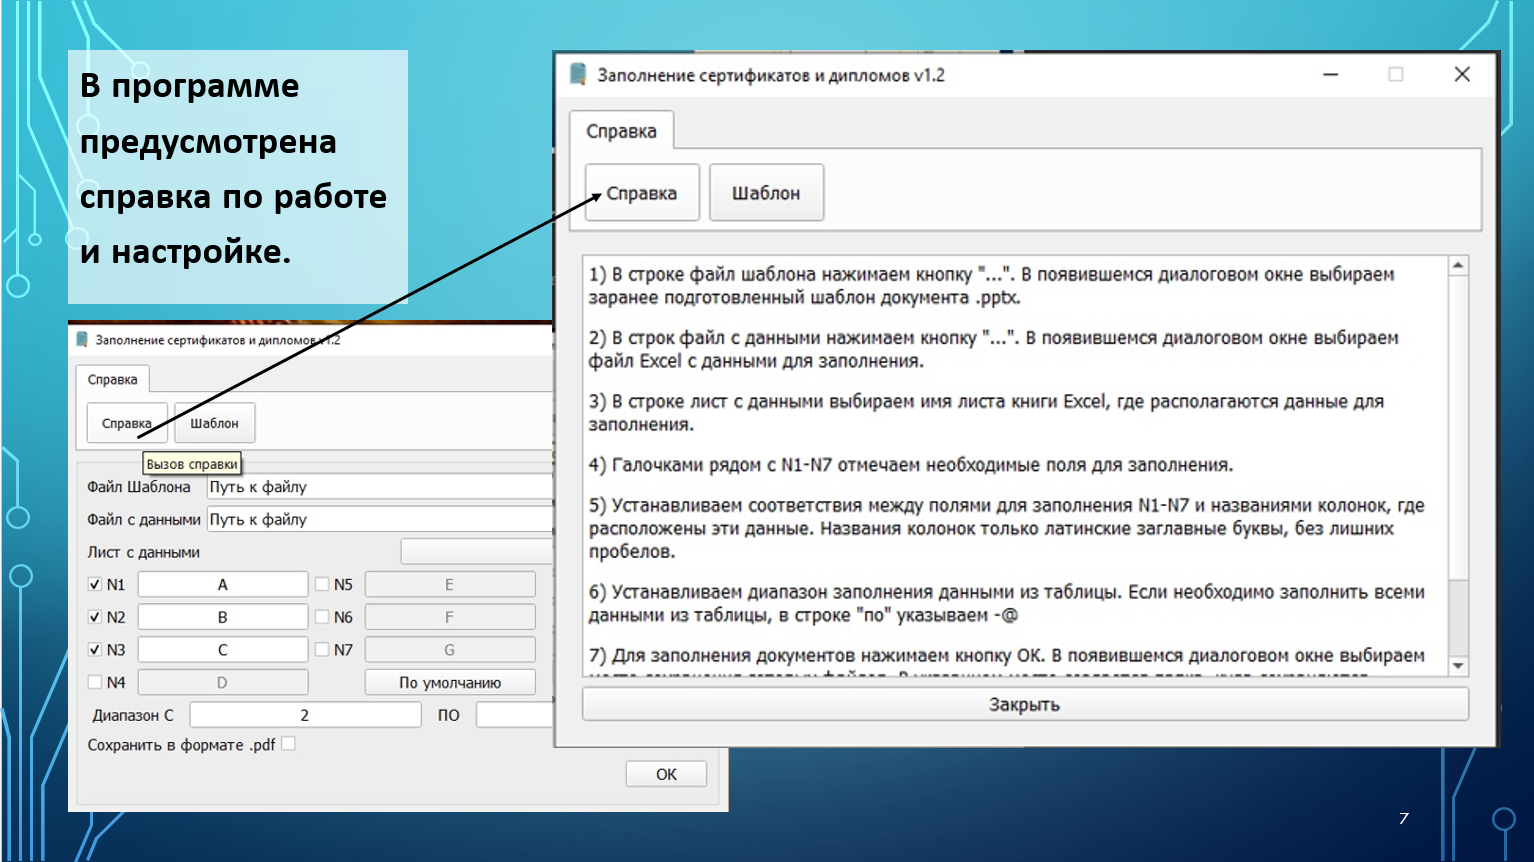 В программе
предусмотрена
справка по работе
и настройке.
Заполнение сертификатов и дипломов v1.2
Справка
Справка
Шаблон
Вызов справки
Файл Шаблона
Путь к файлу
Файл с данными
Путь к файлу
Лист с данными
N1
A
N5
E
N2
B
N6
F
N3
C
N7
G
N4
D
По умолчанию
Диапазон С
2
ПО
Сохранить в формате .pdf
OK
Заполнение сертификатов и дипломов v1.2
Справка
Справка
Шаблон
1) В строке файл шаблона нажимаем кнопку "...". В появившемся диалоговом окне выбираем
заранее подготовленный шаблон документа .pptx.
2) В строк файл с данными нажимаем кнопку "...". В появившемся диалоговом окне выбираем
файл Excel с данными для заполнения.
3) В строке лист с данными выбираем имя листа книги Excel, где располагаются данные для
заполнения.
4) Галочками рядом с N1-N7 отмечаем необходимые поля для заполнения.
5) Устанавливаем соответствия между полями для заполнения N1-N7 и названиями колонок, где
расположены эти данные. Названия колонок только латинские заглавные буквы, без лишних
пробелов.
6) Устанавливаем диапазон заполнения данными из таблицы. Если необходимо заполнить всеми
данными из таблицы, в строке "по" указываем -@
7) Для заполнения документов нажимаем кнопку ОК. В появившемся диалоговом окне выбираем
Закрыть
7